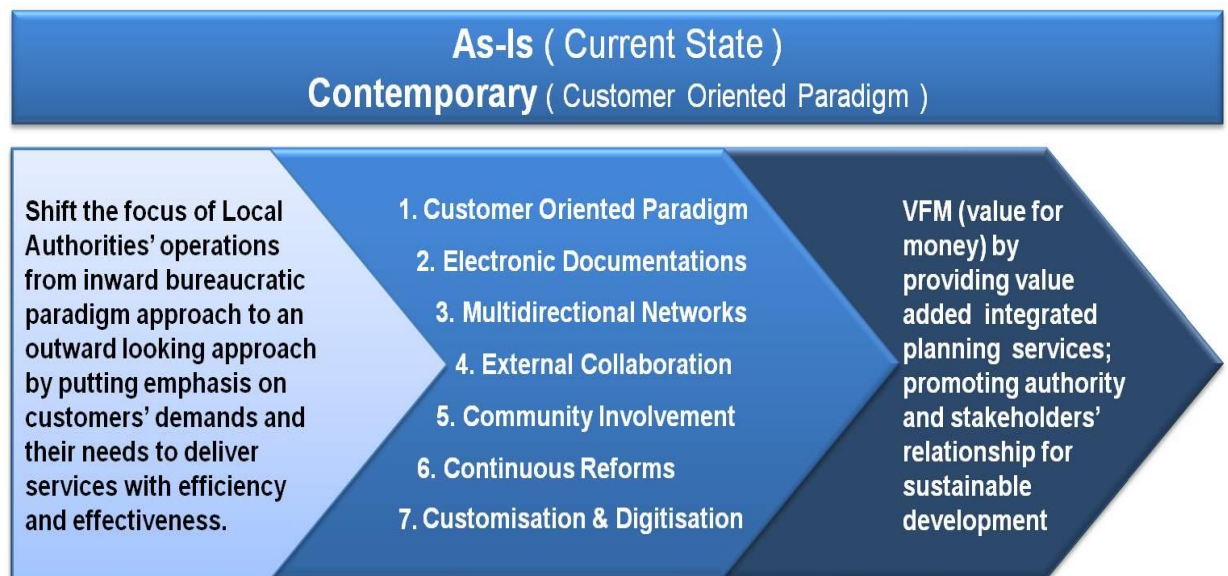 As-Is ( Current State )
Contemporary ( Customer Oriented Paradigm )
Shift the focus of Local
Authorities' operations
from inward bureaucratic
paradigm approach to an
outward looking approach
by putting emphasis on
customers' demands and
their needs to deliver
services with efficiency
and effectiveness.
1. Customer Oriented Paradigm
2. Electronic Documentations
3. Multidirectional Networks
4. External Collaboration
5. Community Involvement
6. Continuous Reforms
7. Customisation & Digitisation
VFM (value for
money) by
providing value
added integrated
planning services;
promoting authority
and stakeholders'
relationship for
sustainable
development